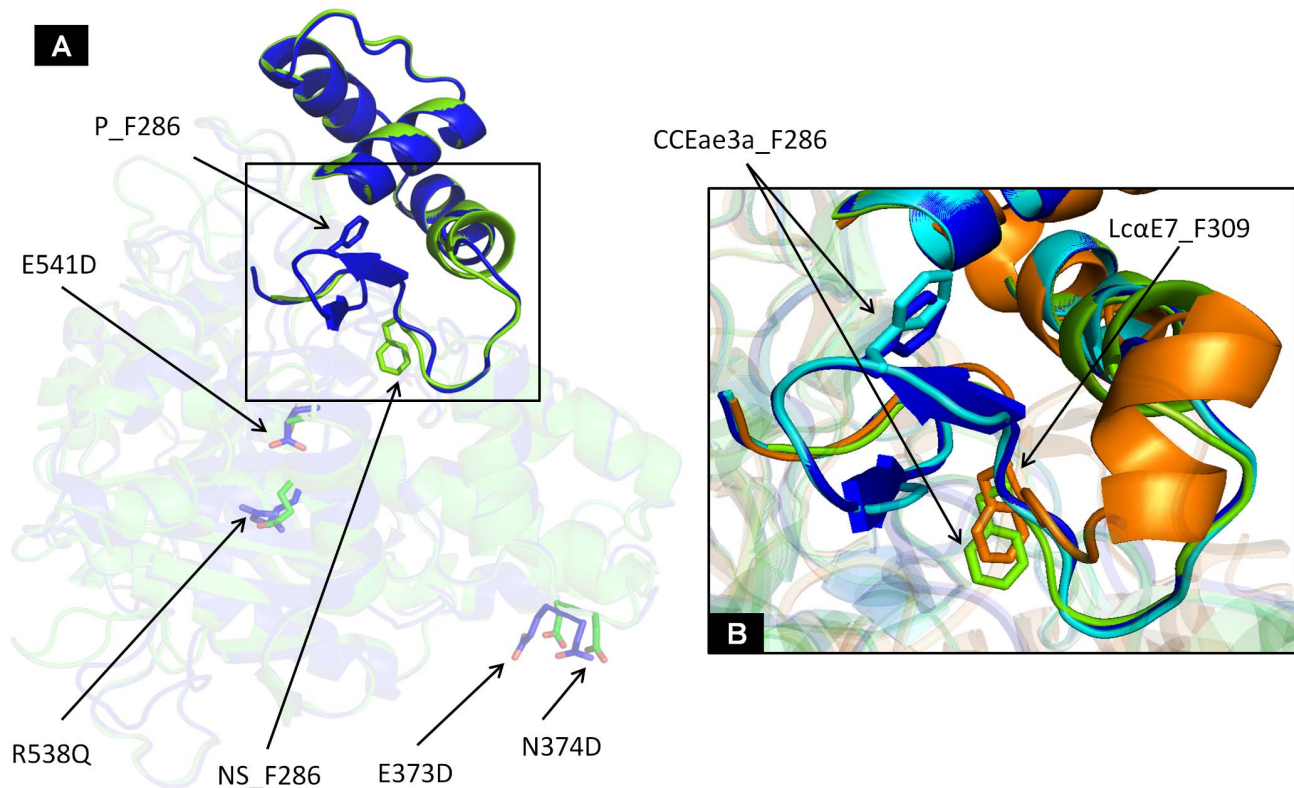 A
P_F286
E541D
R538Q
NS_F286
E373D
N374D
CCEae3a_F286
LcαE7_F309
B